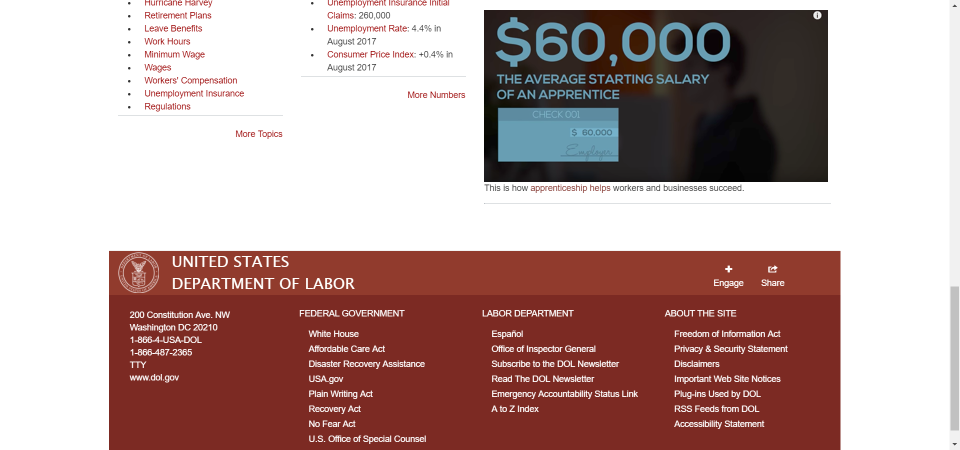 Hurricane Harvey
Retirement Plans
Leave Benefits
Work Hours
Minimum Wage
Wages
Workers' Compensation
Unemployment Insurance
Regulations
More Topics
Unemployment Insurance Initial
Claims: 260,000
Unemployment Rate: 4.4% in
August 2017
Consumer Price Index: +0.4% in
August 2017
More Numbers
$60,000
THE AVERAGE STARTING SALARY
OF AN APPRENTICE
CHECK 001
$ 60,000
Employer
This is how apprenticeship helps workers and businesses succeed.
UNITED STATES
DEPARTMENT OF LABOR
Engage
Share
200 Constitution Ave. NW
Washington DC 20210
1-866-4-USA-DOL
1-866-487-2365
TTY
www.dol.gov
FEDERAL GOVERNMENT
White House
Affordable Care Act
Disaster Recovery Assistance
USA.gov
Plain Writing Act
Recovery Act
No Fear Act
U.S. Office of Special Counsel
LABOR DEPARTMENT
Español
Office of Inspector General
Subscribe to the DOL Newsletter
Read The DOL Newsletter
Emergency Accountability Status Link
A to Z Index
ABOUT THE SITE
Freedom of Information Act
Privacy & Security Statement
Disclaimers
Important Web Site Notices
Plug-ins Used by DOL
RSS Feeds from DOL
Accessibility Statement